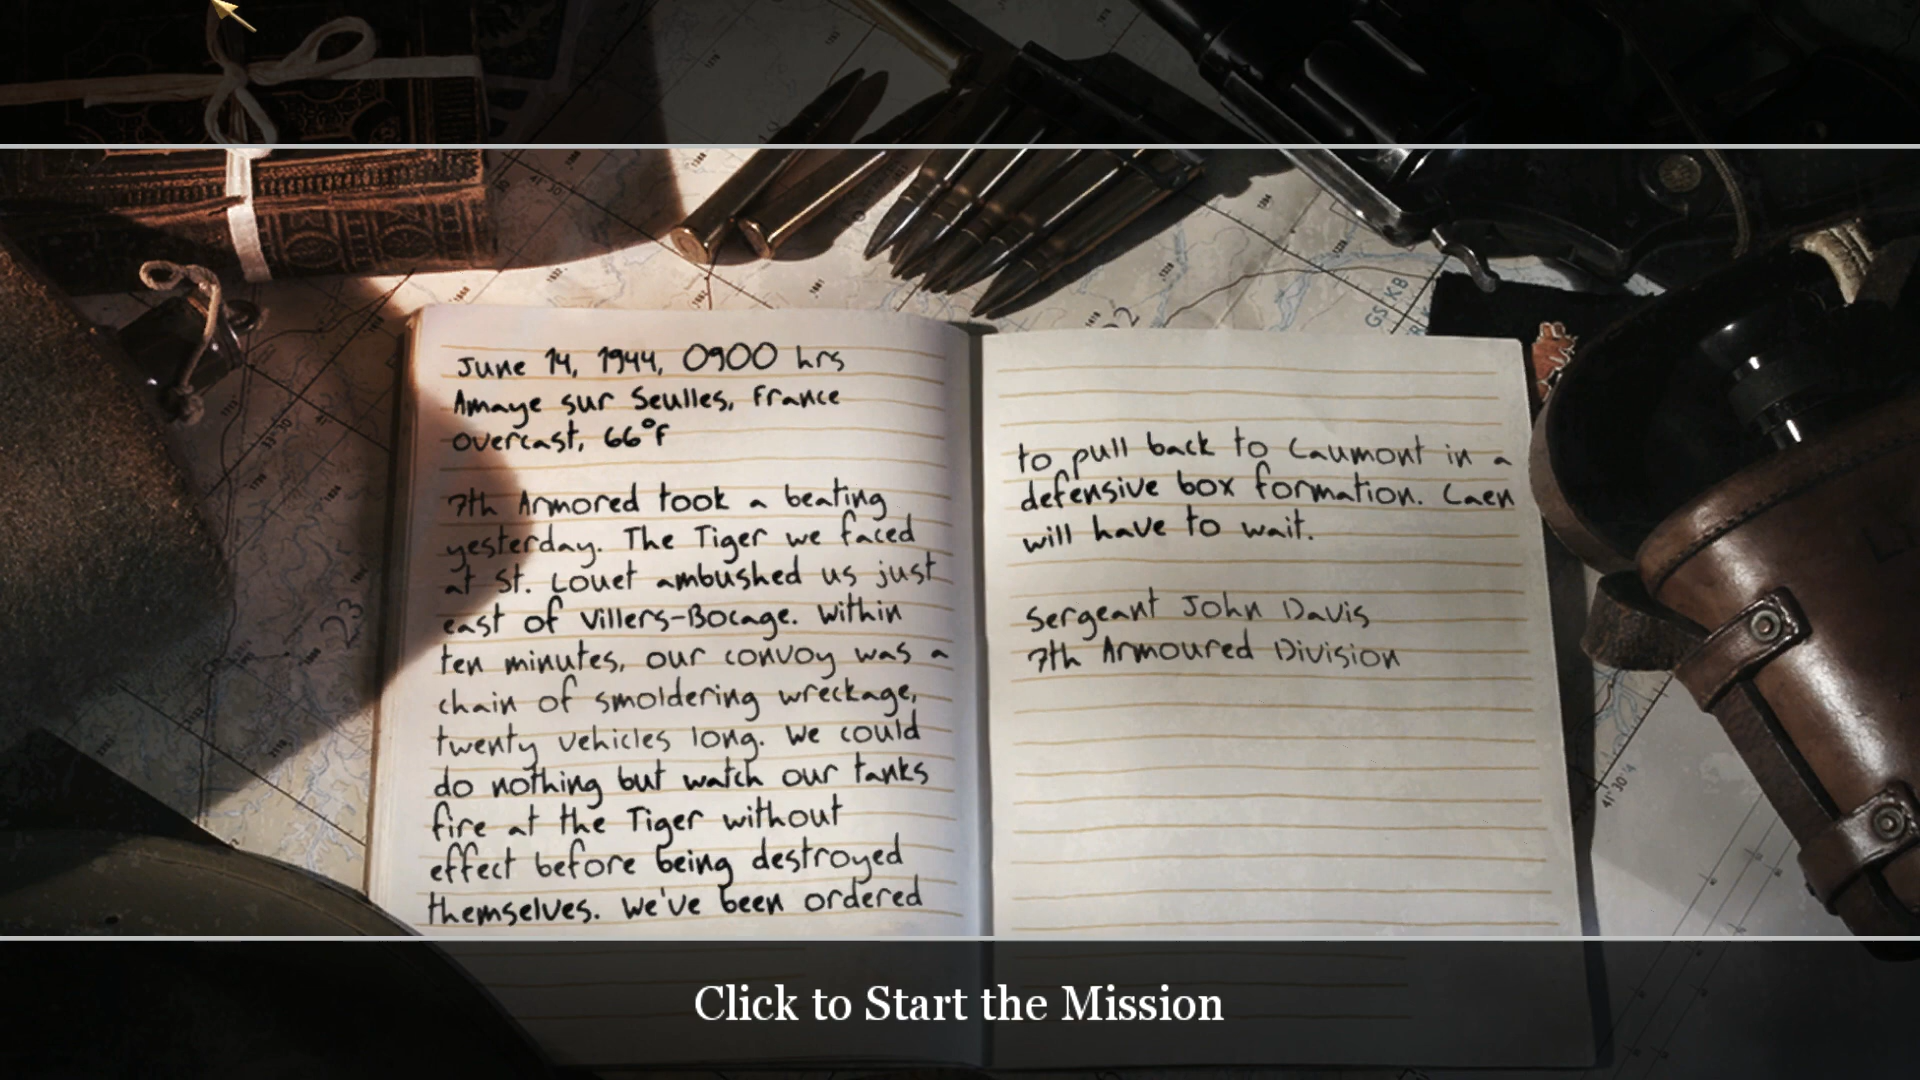 June 14, 1944, 0900 hrs
Amaye sur Seulles, France
Overcast, 66°F
7th Armored took a beating
yesterday. The Tiger we faced
at St. Louet ambushed us just
east of Villers-Bocage. Within
ten minutes, our convoy was a
chain of smoldering wreckage,
twenty vehicles long. We could
do nothing but watch our tanks
fire at the Tiger without
effect before being destroyed
themselves. We've been ordered
to pull back to Caumont in a
defensive box formation. Caen
will have to wait.
Sergeant John Davis
7th Armoured Division
Click to Start the Mission